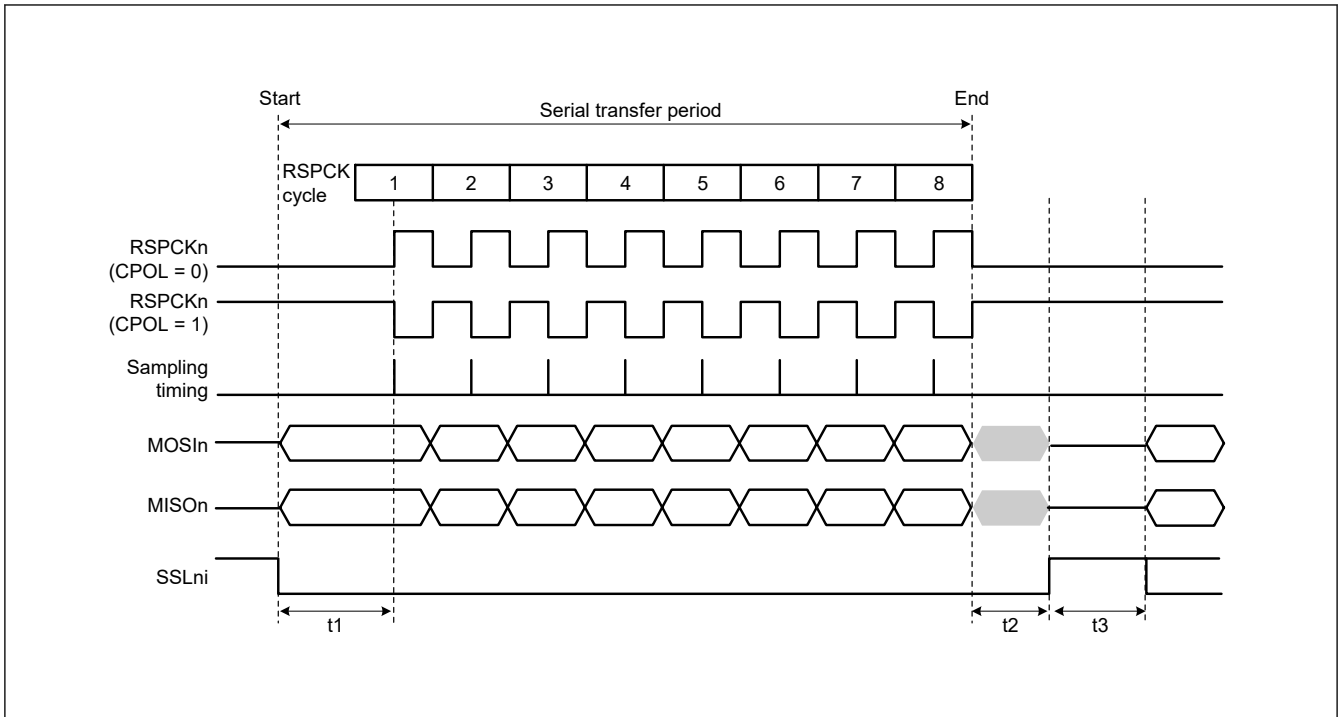 Start
End
Serial transfer period
RSPCK
cycle
1 2 3 4 5 6 7 8
RSPCKn
(CPOL = 0)
RSPCKn
(CPOL = 1)
Sampling
timing
MOSIn
MISOn
SSLni
t1
t2
t3